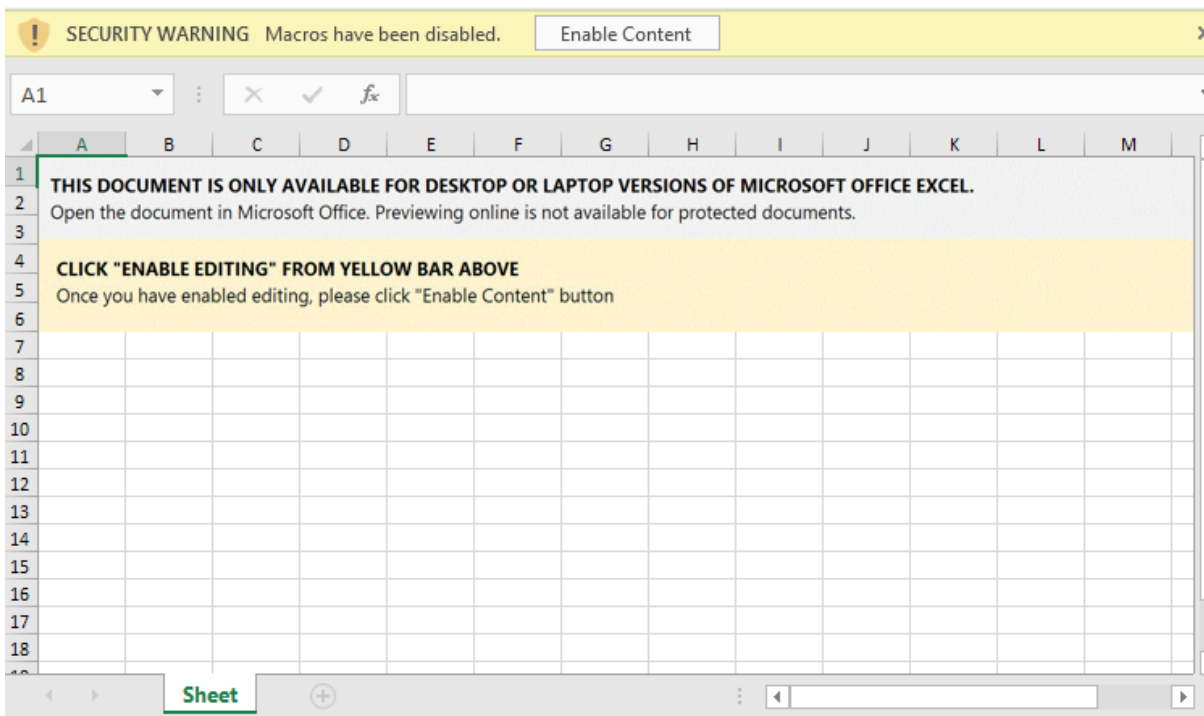 SECURITY WARNING Macros have been disabled. Enable Content
A1 fx
A B C D E F G H I J K L M
1
THIS DOCUMENT IS ONLY AVAILABLE FOR DESKTOP OR LAPTOP VERSIONS OF MICROSOFT OFFICE EXCEL.
2
Open the document in Microsoft Office. Previewing online is not available for protected documents.
3
4
CLICK "ENABLE EDITING" FROM YELLOW BAR ABOVE
5
Once you have enabled editing, please click "Enable Content" button
6
7
8
9
10
11
12
13
14
15
16
17
18
Sheet